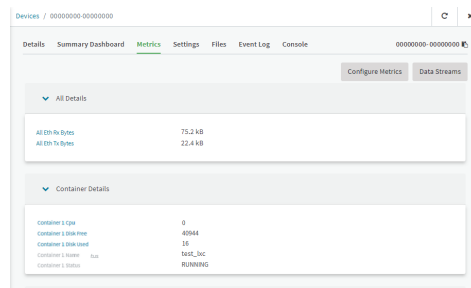 Devices / 00000000-00000000
Details Summary Dashboard Metrics Settings Files Event Log Console 00000000-00000000
Configure Metrics Data Streams
All Details
All Eth Rx Bytes 75.2 kB
All Eth Tx Bytes 22.4 kB
Container Details
Container 1 Cpu 0
Container 1 Disk Free 40944
Container 1 Disk Used 16
Container 1 Name test_lxc
Container 1 Status RUNNING